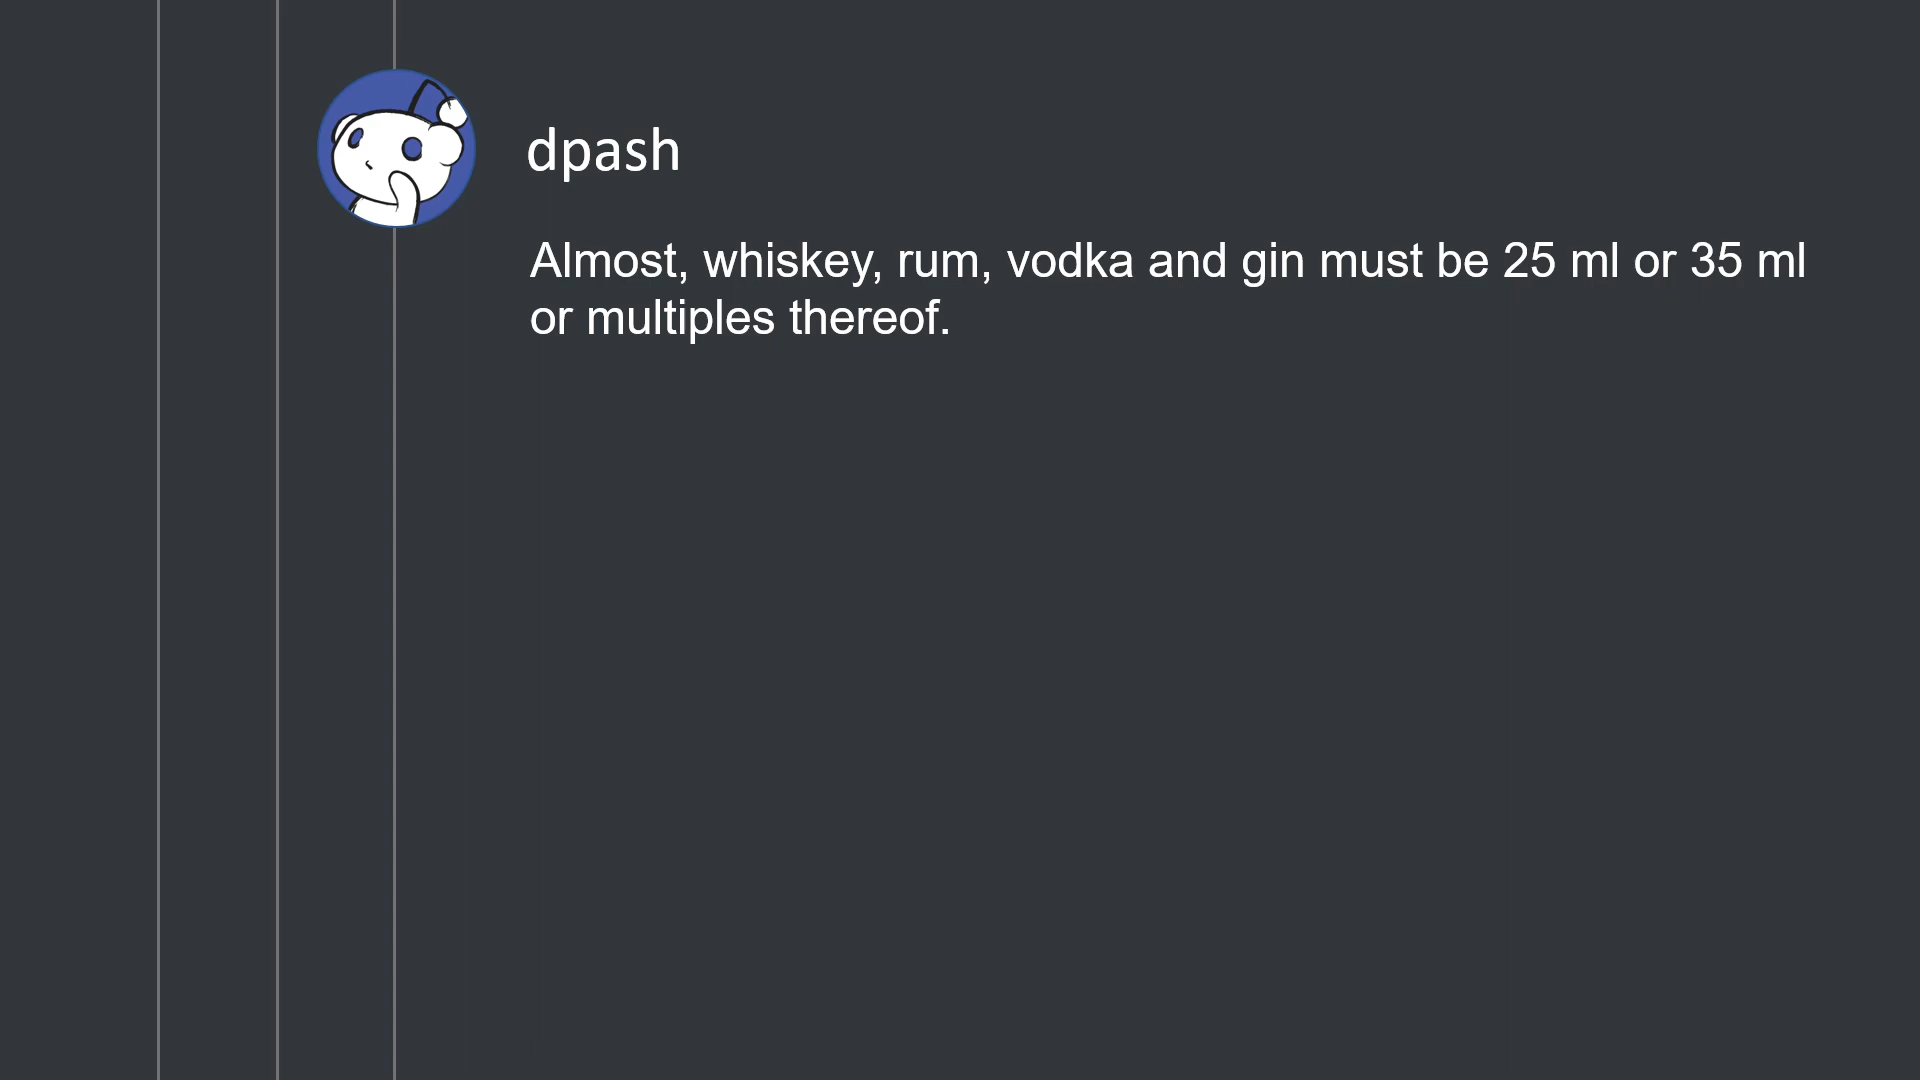 dpash
Almost, whiskey, rum, vodka and gin must be 25 ml or 35 ml
or multiples thereof.